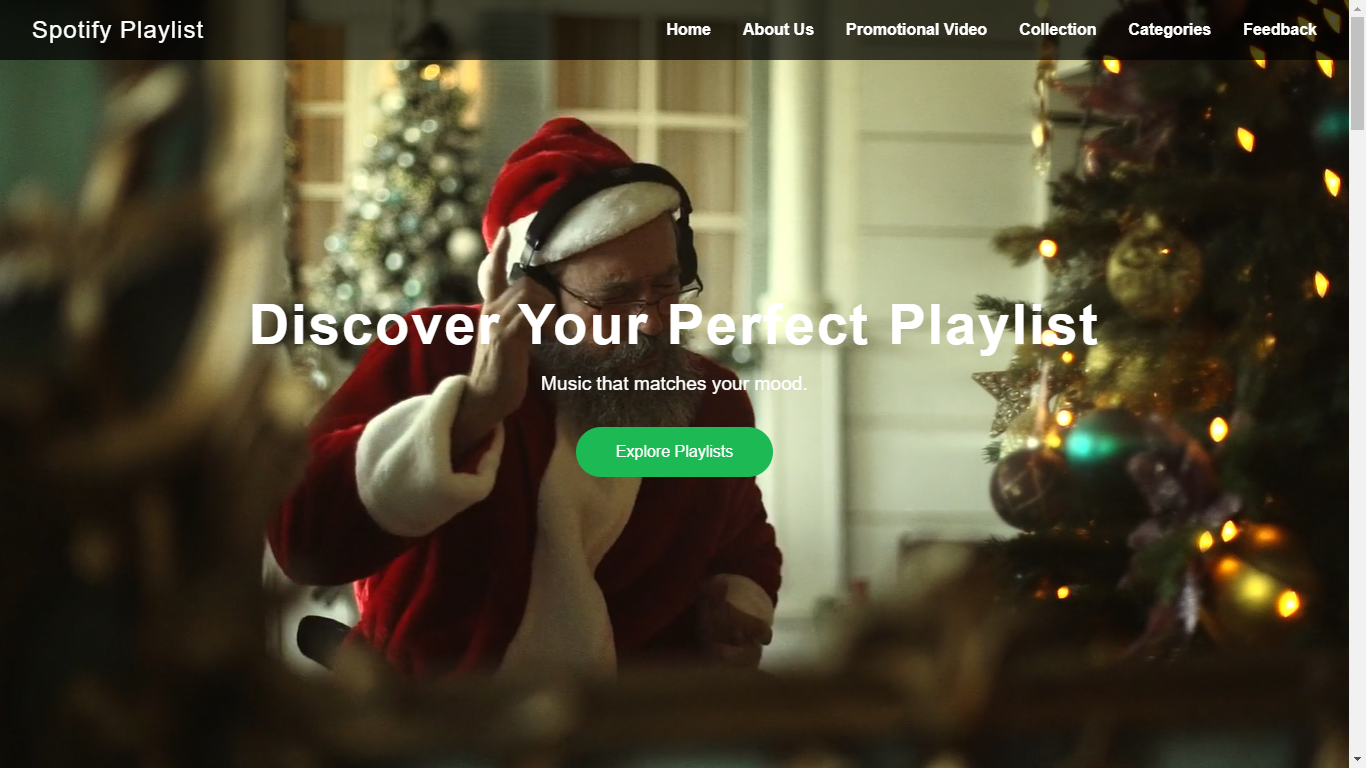 Spotify Playlist
Home About Us Promotional Video Collection Categories Feedback
Discover Your Perfect Playlist
Music that matches your mood.
Explore Playlists